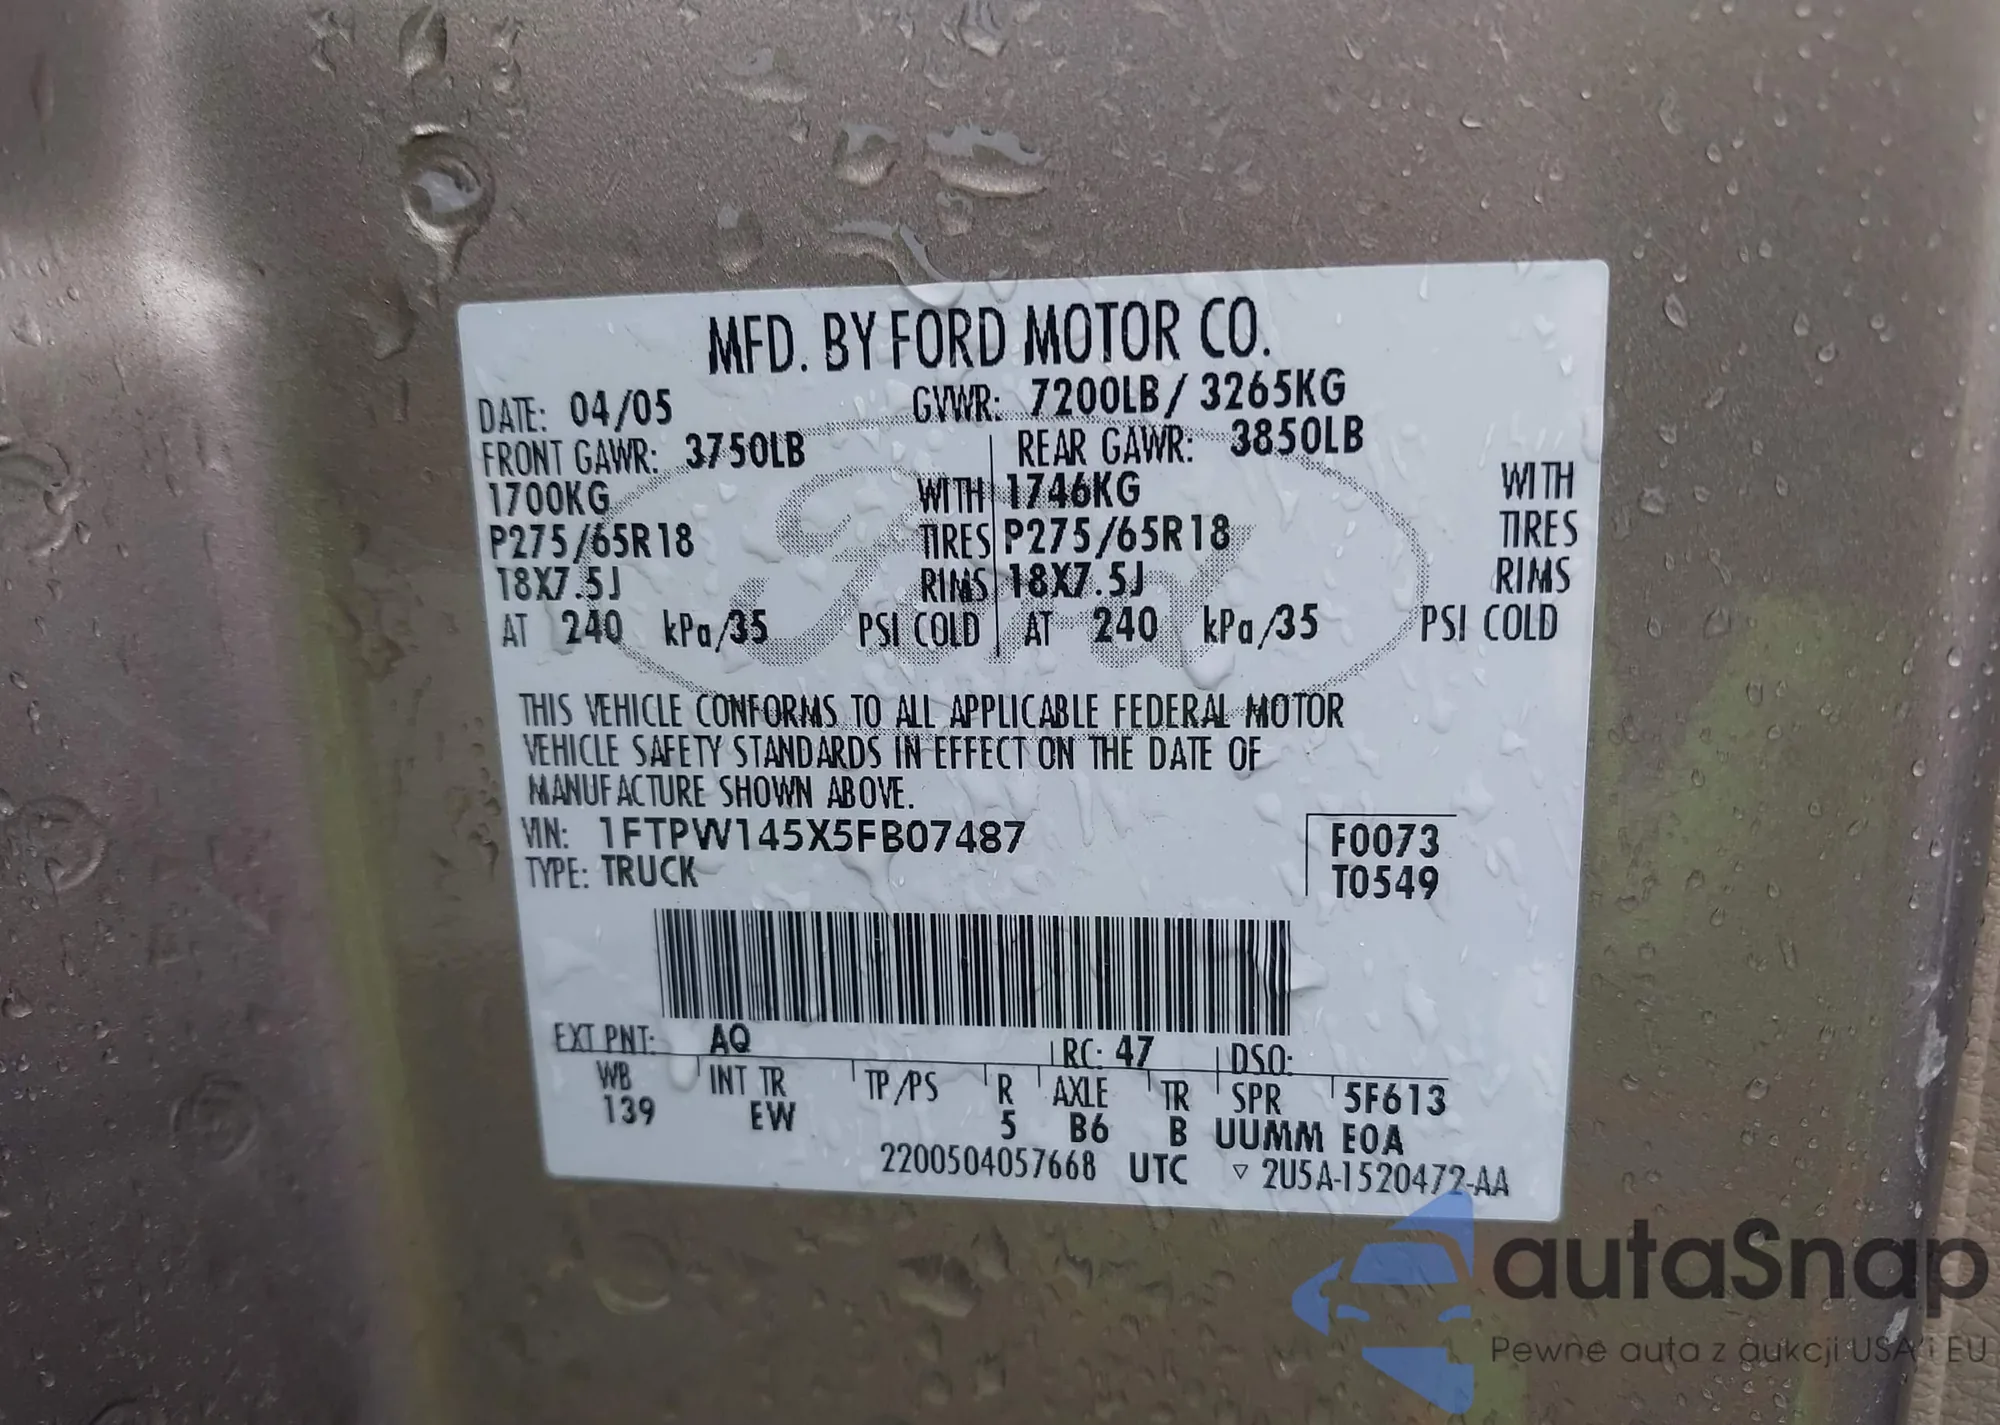 MFD. BY FORD MOTOR CO.
DATE: 04/05 GVWR: 7200LB / 3265KG
FRONT GAWR: 3750LB REAR GAWR: 3850LB
1700KG WITH 1746KG WITH
P275/65R18 TIRES P275/65R18 TIRES
18X7.5J RIMS 18X7.5J RIMS
AT 240 kPa/35 PSI COLD AT 240 kPa/35 PSI COLD
Ford
THIS VEHICLE CONFORMS TO ALL APPLICABLE FEDERAL MOTOR
VEHICLE SAFETY STANDARDS IN EFFECT ON THE DATE OF
MANUFACTURE SHOWN ABOVE.
VIN: 1FTPW145X5FB07487 F0073
TYPE: TRUCK T0549
EXT PNT: AQ RC: 47 DSO:
WB INT TR TP/PS R AXLE TR SPR 5F613
139 EW 5 B6 B UUMM E0A
2200504057668 UTC ▽ 2U5A-1520472-AA
autaSnap
Pewne auta z aukcji USA i EU